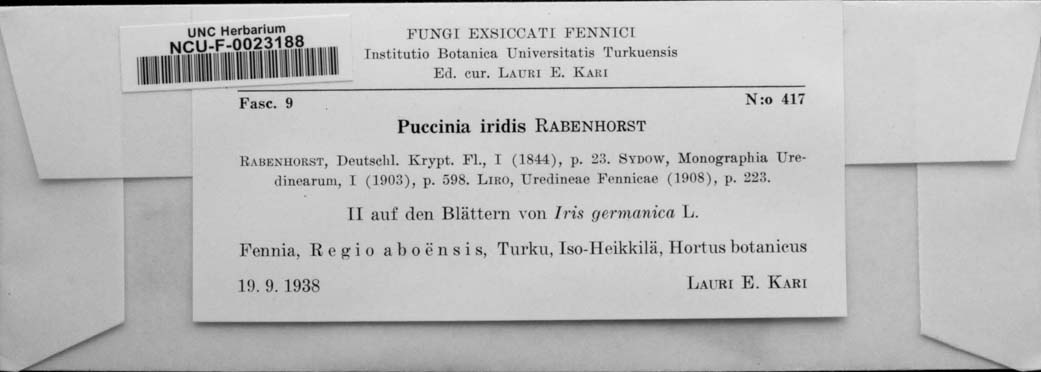 UNC Herbarium
NCU-F-0023188
FUNGI EXSICCATI FENNICI
Institutio Botanica Universitatis Turkuensis
Ed. cur. LAURI E. KARI
Fasc. 9 N:o 417
Puccinia iridis RABENHORST
RABENHORST, Deutschl. Krypt. Fl., I (1844), p. 23. SYDOW, Monographia Ure-
dinearum, I (1903), p. 598. LIRO, Uredineae Fennicae (1908), p. 223.
II auf den Blättern von Iris germanica L.
Fennia, Regio aboënsis, Turku, Iso-Heikkilä, Hortus botanicus
19. 9. 1938 LAURI E. KARI